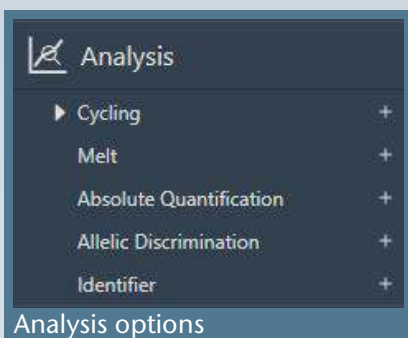 Analysis
Cycling +
Melt +
Absolute Quantification +
Allelic Discrimination +
Identifier +
Analysis options